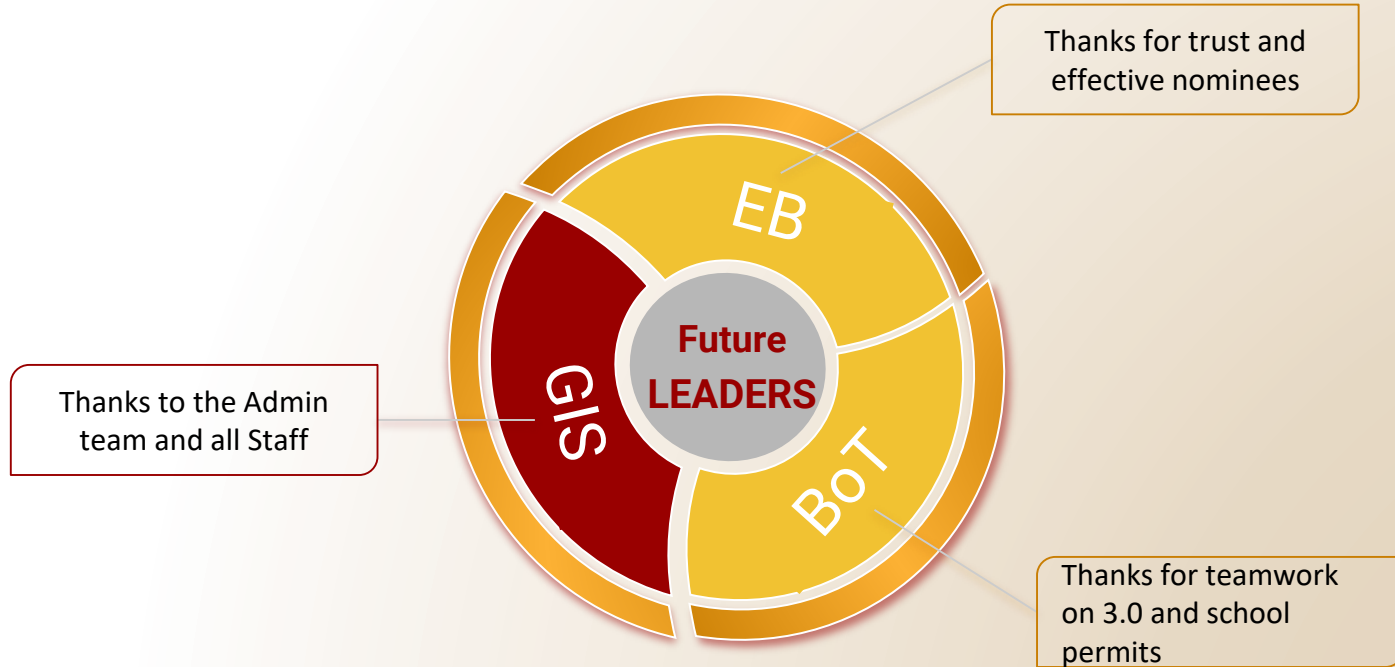 Thanks for trust and
effective nominees
EB
Future
LEADERS
GIS
Thanks to the Admin
team and all Staff
BoT
Thanks for teamwork
on 3.0 and school
permits